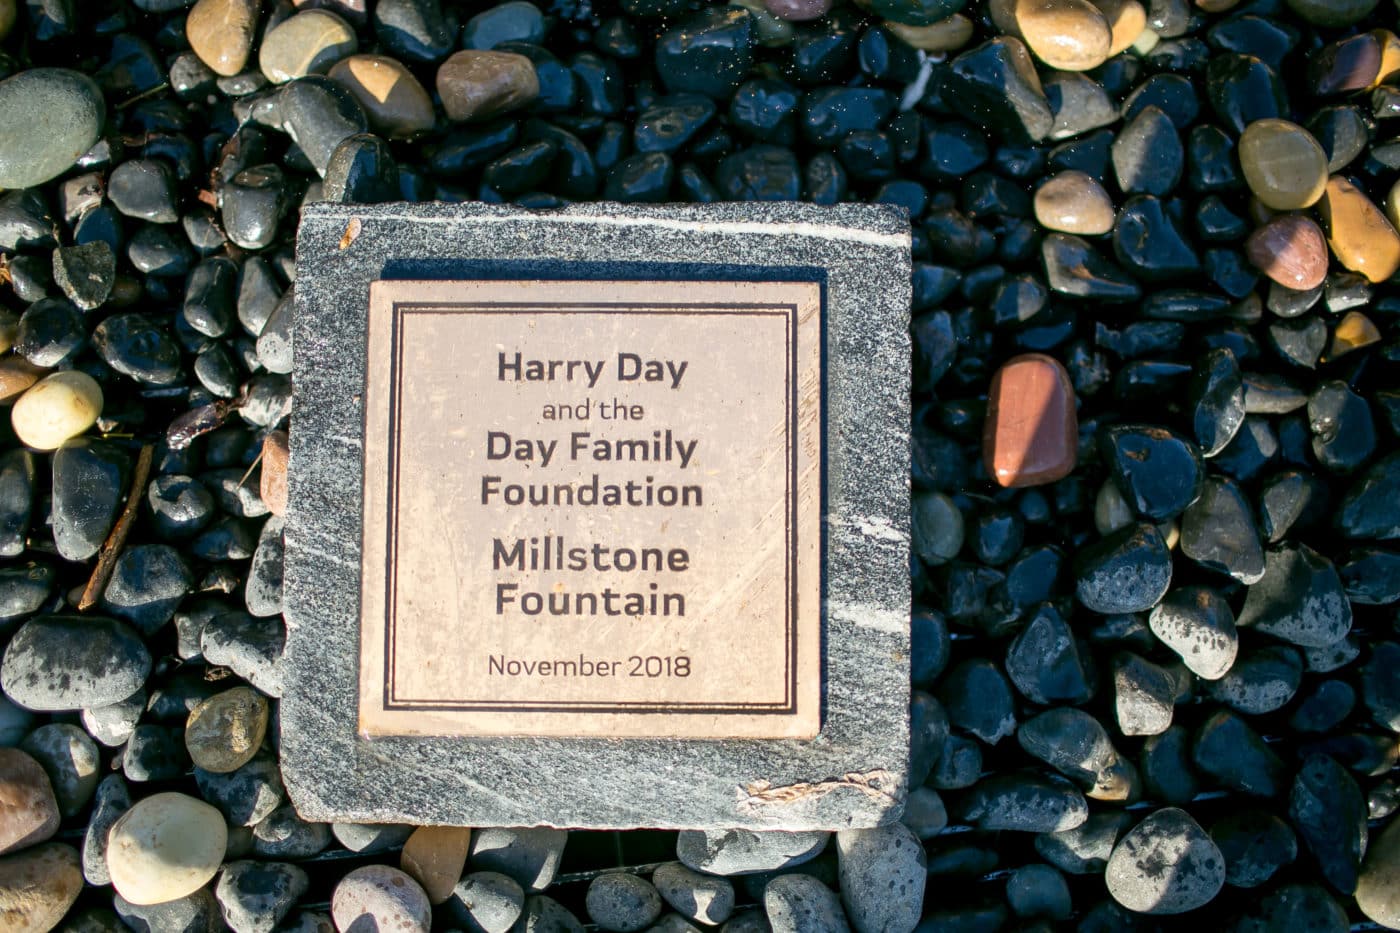 Harry Day
and the
Day Family
Foundation
Millstone
Fountain
November 2018